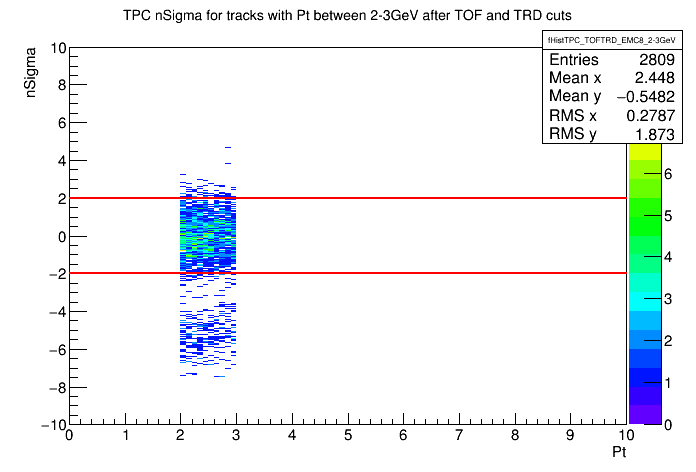 TPC nSigma for tracks with Pt between 2-3GeV after TOF and TRD cuts
fHistTPC_TOFTRD_EMC8_2-3GeV
Entries 2809
Mean x 2.448
Mean y −0.5482
RMS x 0.2787
RMS y 1.873
nSigma
10
8
6
4
2
0
−2
−4
−6
−8
−10
0 1 2 3 4 5 6 7 8 9 10
Pt
6
5
4
3
2
1
0